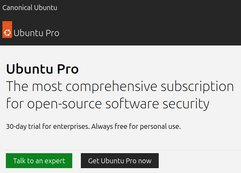 Canonical Ubuntu
Ubuntu Pro
Ubuntu Pro
The most comprehensive subscription
for open-source software security
30-day trial for enterprises. Always free for personal use.
Talk to an expert
Get Ubuntu Pro now